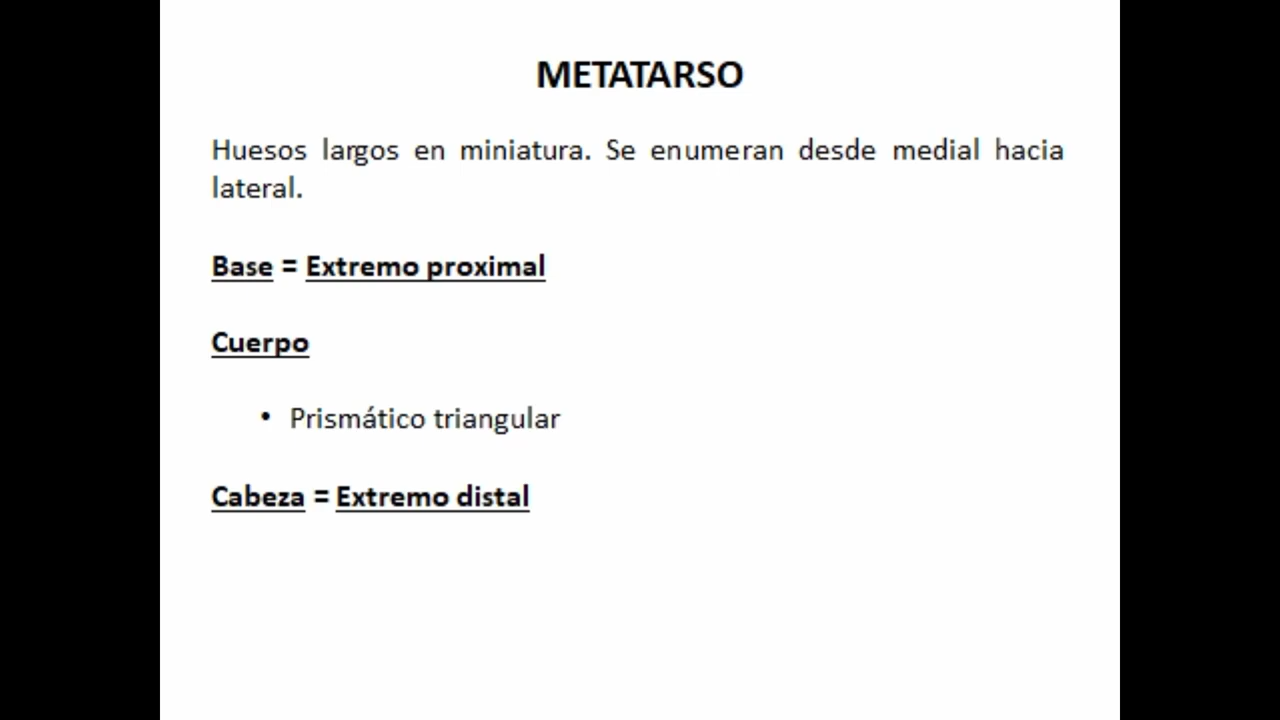 METATARSO
Huesos largos en miniatura. Se enumeran desde medial hacia
lateral.
Base = Extremo proximal
Cuerpo
• Prismático triangular
Cabeza = Extremo distal